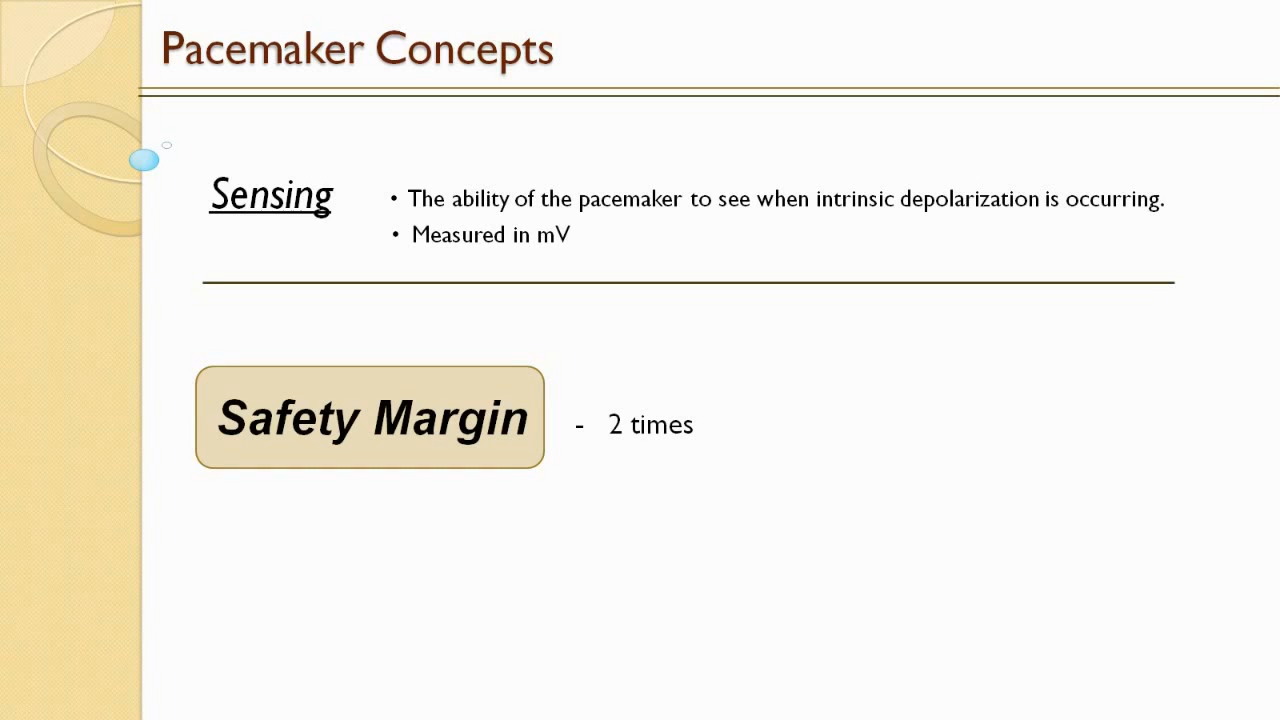 Pacemaker Concepts
Sensing
• The ability of the pacemaker to see when intrinsic depolarization is occurring.
• Measured in mV
Safety Margin - 2 times